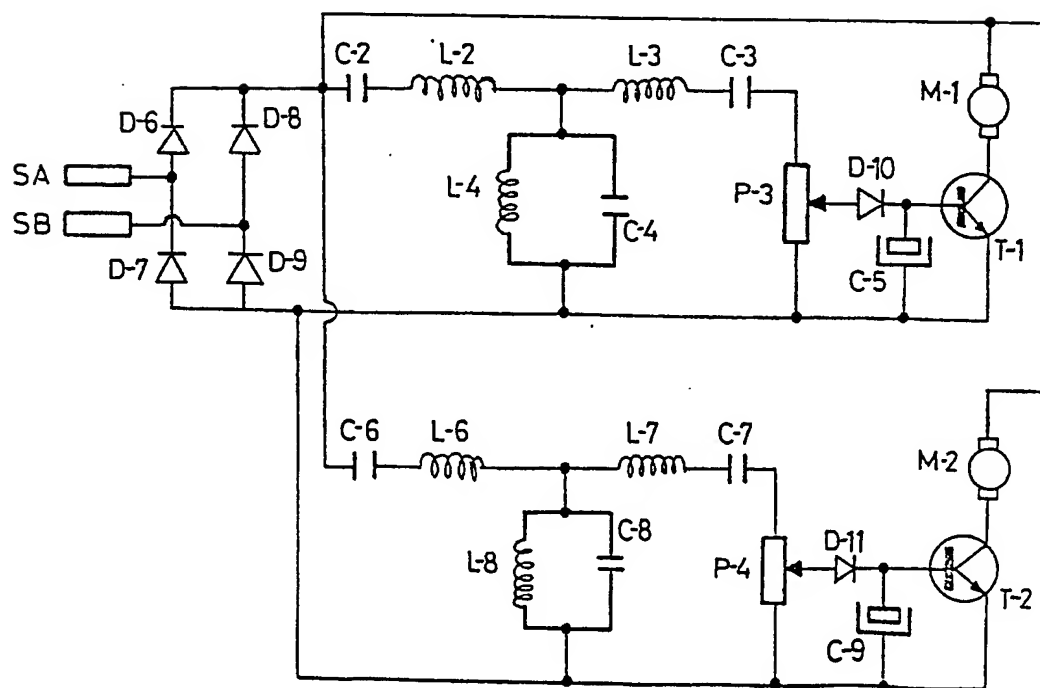 C-2
L-2
L-3
C-3
M-1
D-6
D-8
SA
L-4
C-4
P-3
D-10
SB
D-7
D-9
C-5
T-1
C-6
L-6
L-7
C-7
M-2
L-8
C-8
P-4
D-11
T-2
C-9